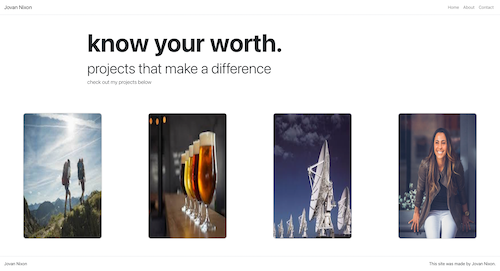 Jovan Nixon
Home About Contact
know your worth.
projects that make a difference
check out my projects below
Jovan Nixon
This site was made by Jovan Nixon.